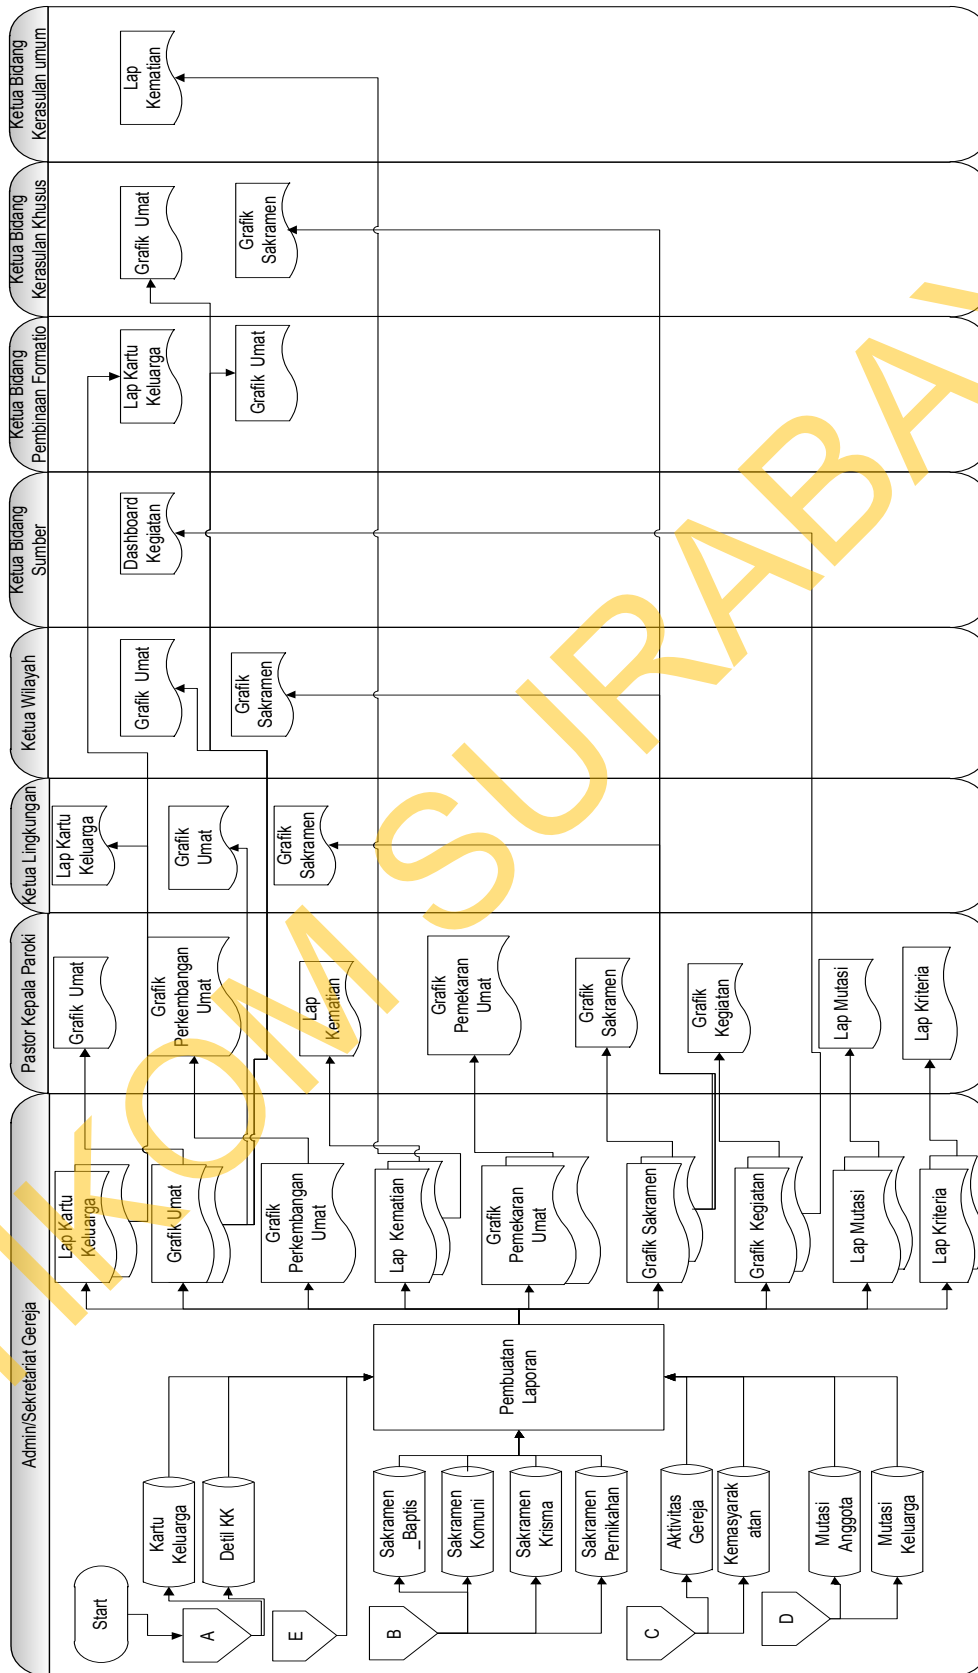 Admin/Sekretariat Gereja
Pastor Kepala Paroki
Ketua Lingkungan
Ketua Wilayah
Ketua Bidang
Sumber
Ketua Bidang
Pembinaan Formatio
Ketua Bidang
Kerasulan Khusus
Ketua Bidang
Kerasulan umum
Start
A
E
B
C
D
Kartu
Keluarga
Detil KK
Sakramen
_Baptis
Sakramen
Komuni
Sakramen
Krisma
Sakramen
Pernikahan
Aktivitas
Gereja
Kemasyarak
atan
Mutasi
Anggota
Mutasi
Keluarga
Pembuatan
Laporan
Lap Kartu
Keluarga
Grafik Umat
Grafik
Perkembangan
Umat
Lap Kematian
Grafik
Pemekaran
Umat
Grafik Sakramen
Grafik Kegiatan
Lap Mutasi
Lap Kriteria
Grafik Umat
Grafik
Perkembangan
Umat
Lap
Kematian
Grafik
Pemekaran
Umat
Grafik
Sakramen
Grafik
Kegiatan
Lap Mutasi
Lap Kriteria
Lap Kartu
Keluarga
Grafik
Umat
Grafik
Sakramen
Grafik Umat
Grafik
Sakramen
Dashboard
Kegiatan
Lap Kartu
Keluarga
Grafik Umat
Grafik Umat
Grafik
Sakramen
Lap
Kematian
IKOM SURABAY